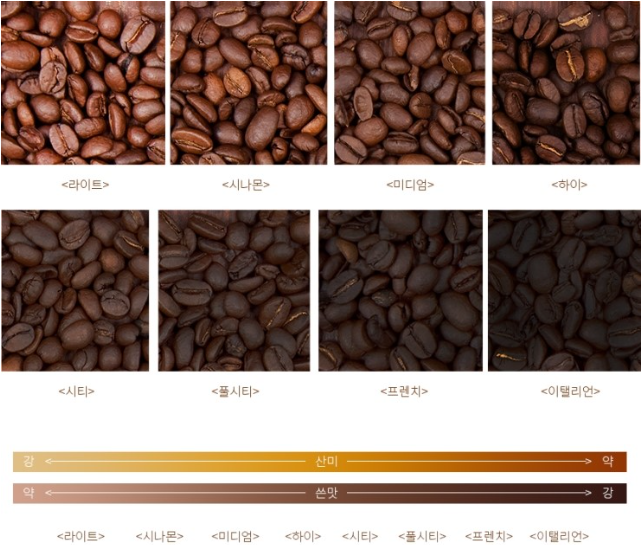 <라이트> <시나몬> <미디엄> <하이>
<시티> <풀시티> <프렌치> <이탤리언>
강 산미 약
약 쓴맛 강
<라이트> <시나몬> <미디엄> <하이> <시티> <풀시티> <프렌치> <이탤리언>